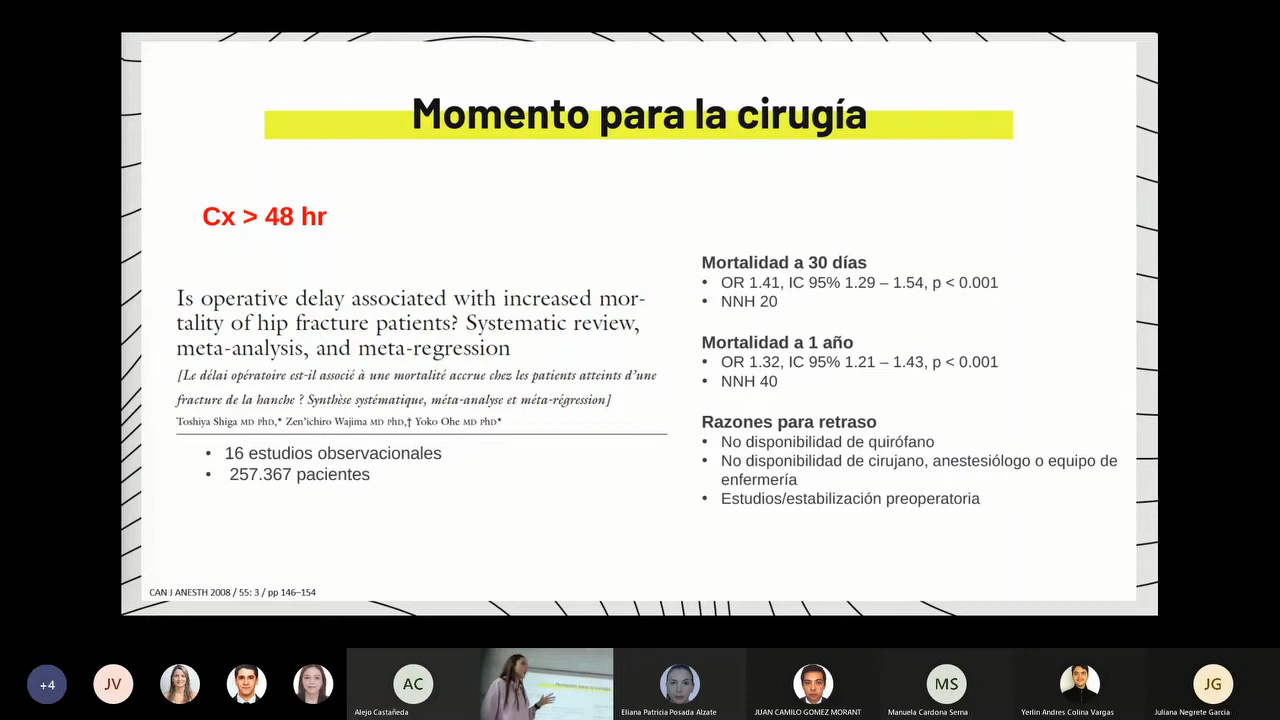 Momento para la cirugía
Cx > 48 hr
Is operative delay associated with increased mor-
tality of hip fracture patients? Systematic review,
meta-analysis, and meta-regression
[Le délai opératoire est-il associé à une mortalité accrue chez les patients atteints d'une
fracture de la hanche ? Synthèse systématique, méta-analyse et méta-régression]
Toshiya Shiga MD PhD,* Zen'ichiro Wajima MD PhD,† Yoko Ohe MD PhD*
• 16 estudios observacionales
• 257.367 pacientes
Mortalidad a 30 días
• OR 1.41, IC 95% 1.29 – 1.54, p < 0.001
• NNH 20
Mortalidad a 1 año
• OR 1.32, IC 95% 1.21 – 1.43, p < 0.001
• NNH 40
Razones para retraso
• No disponibilidad de quirófano
• No disponibilidad de cirujano, anestesiólogo o equipo de
enfermería
• Estudios/estabilización preoperatoria
CAN J ANESTH 2008 / 55: 3 / pp 146–154
+4
JV
AC
MS
JG
Alejo Castañeda
Momento para la cirugía
Eliana Patricia Posada Alzate
JUAN CAMILO GOMEZ MORANT
Manuela Cardona Serna
Yerlin Andres Colina Vargas
Juliana Negrete Garcia